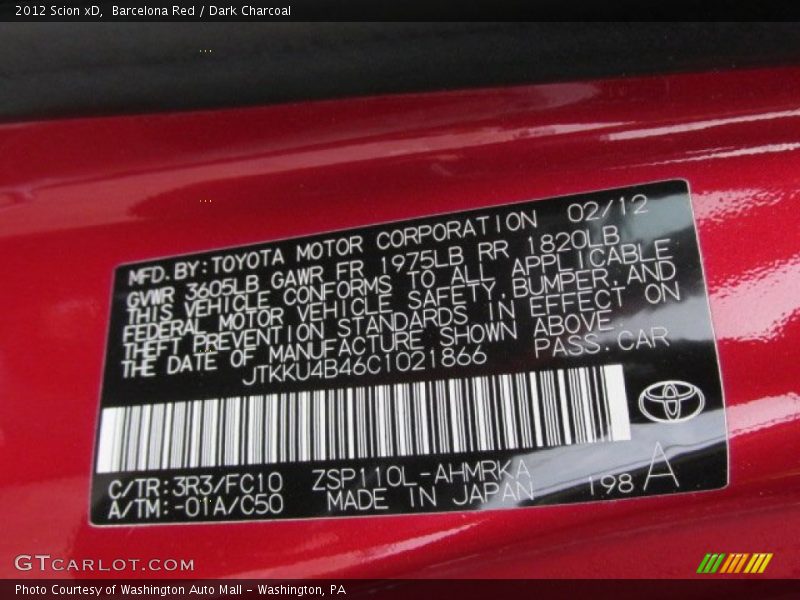 2012 Scion xD, Barcelona Red / Dark Charcoal
MFD. BY: TOYOTA MOTOR CORPORATION 02/12
GVWR 3605LB GAWR FR 1975LB RR 1820LB
THIS VEHICLE CONFORMS TO ALL APPLICABLE
FEDERAL MOTOR VEHICLE SAFETY, BUMPER, AND
THEFT PREVENTION STANDARDS IN EFFECT ON
THE DATE OF MANUFACTURE SHOWN ABOVE.
JTKKU4B46C1021866 PASS. CAR
C/TR: 3R3/FC10 ZSP110L-AHMRKA
A/TM: -01A/C50 MADE IN JAPAN 198 A
GTCARLOT.COM
Photo Courtesy of Washington Auto Mall - Washington, PA